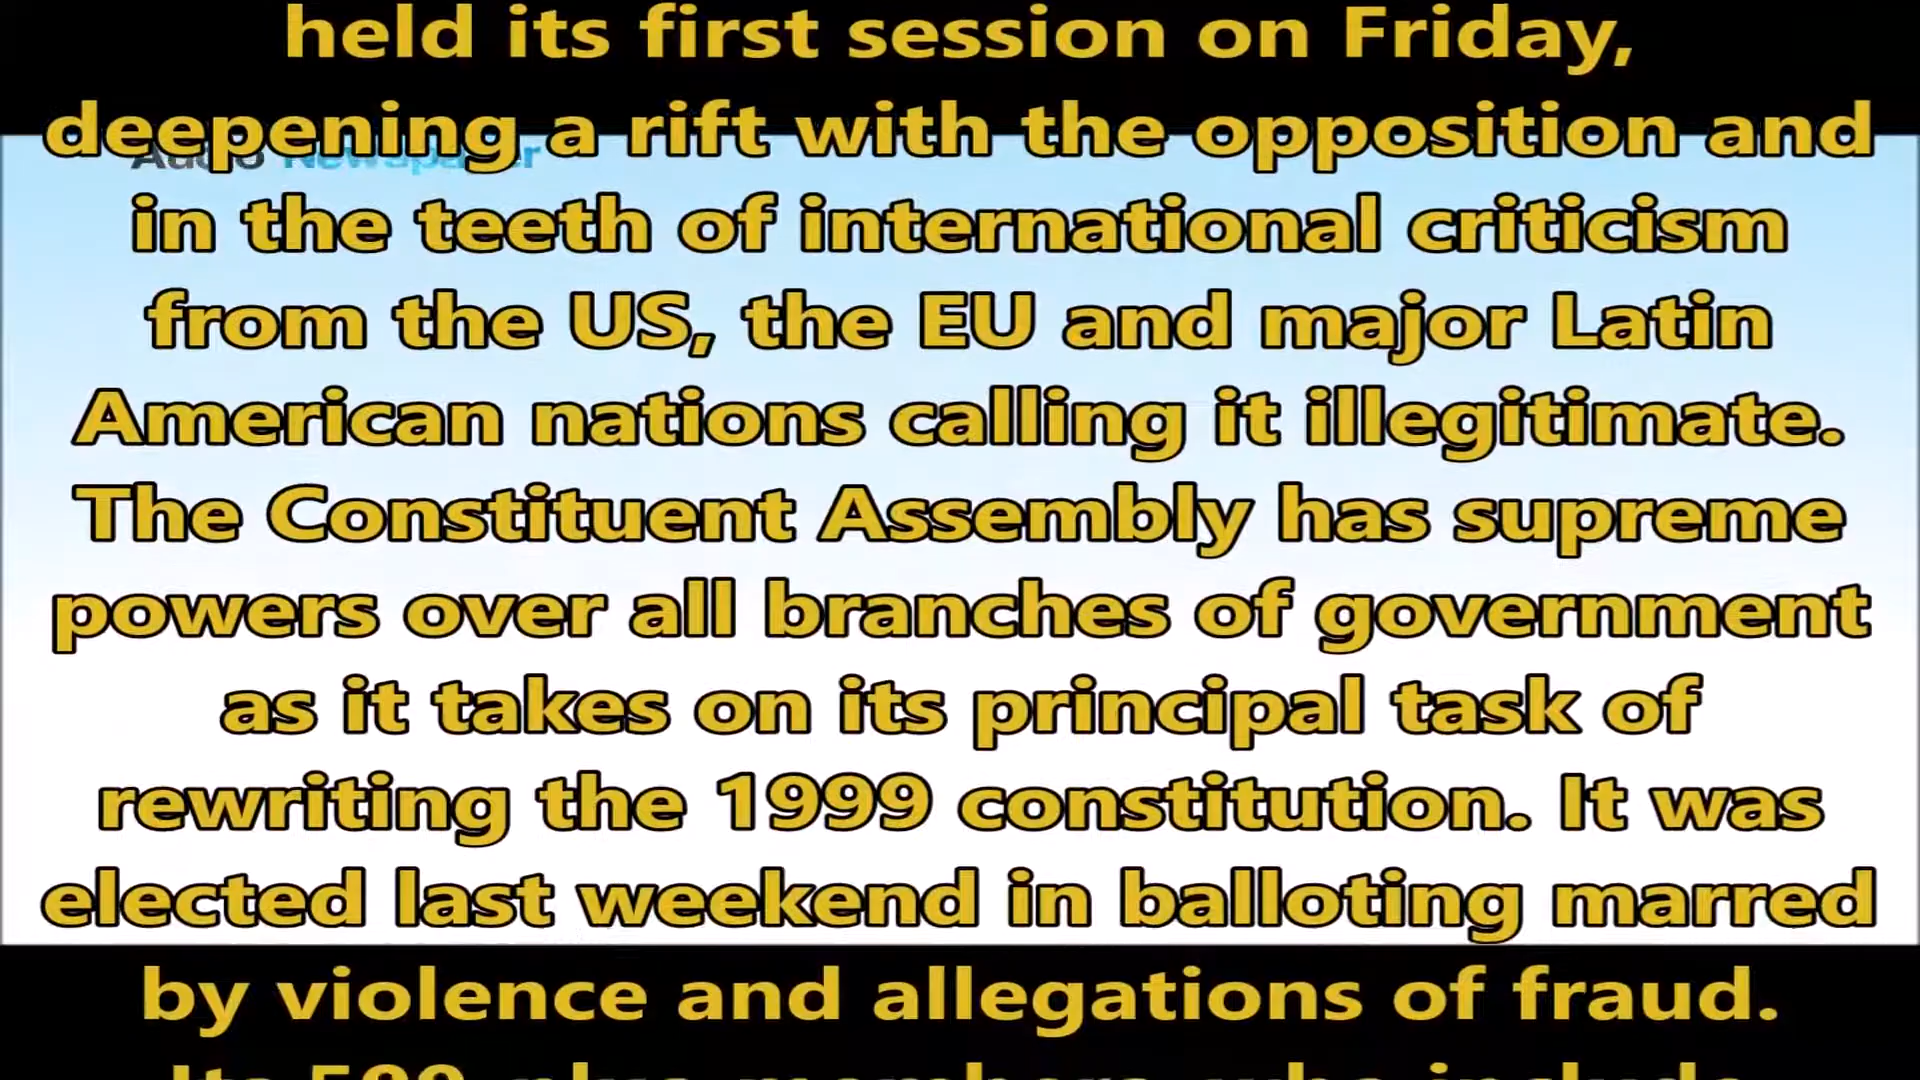 held its first session on Friday,
deepening a rift with the opposition and
Audio Newspaper
in the teeth of international criticism
from the US, the EU and major Latin
American nations calling it illegitimate.
The Constituent Assembly has supreme
powers over all branches of government
as it takes on its principal task of
rewriting the 1999 constitution. It was
elected last weekend in balloting marred
by violence and allegations of fraud.